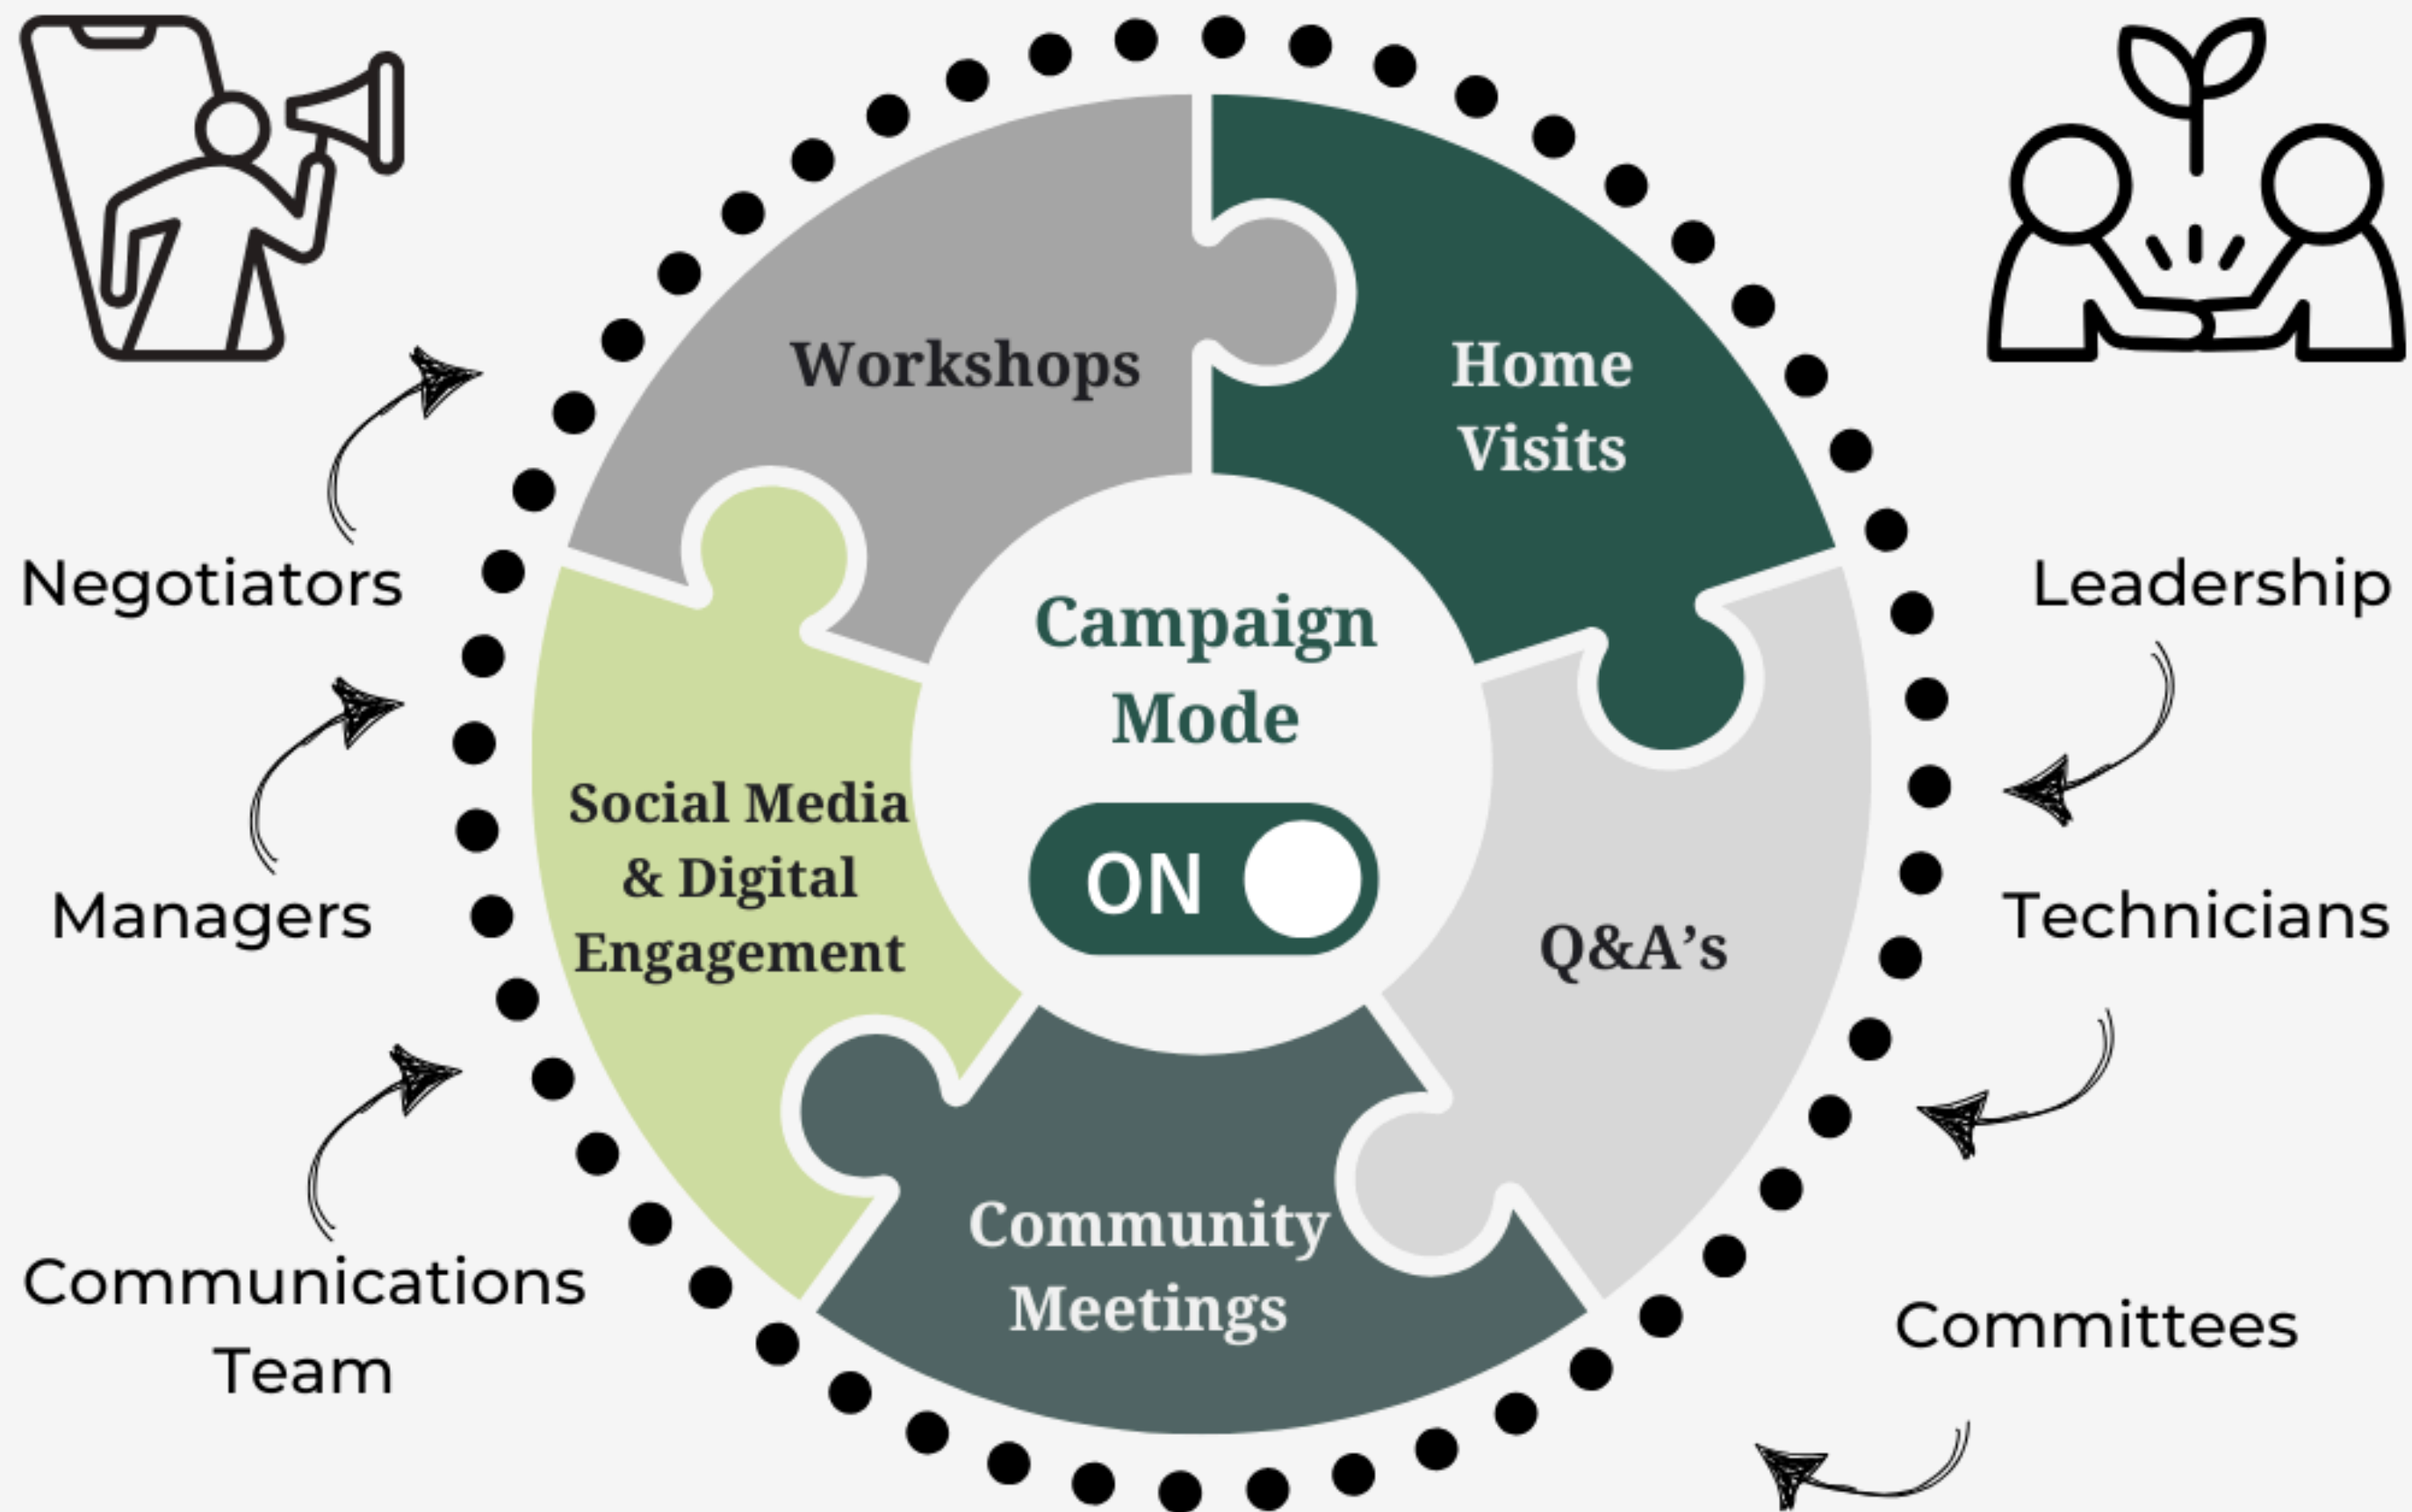 Workshops
Home
Visits
Negotiators
Campaign
Mode
ON
Leadership
Social Media
& Digital
Engagement
Managers
Q&A’s
Technicians
Community
Meetings
Communications
Team
Committees